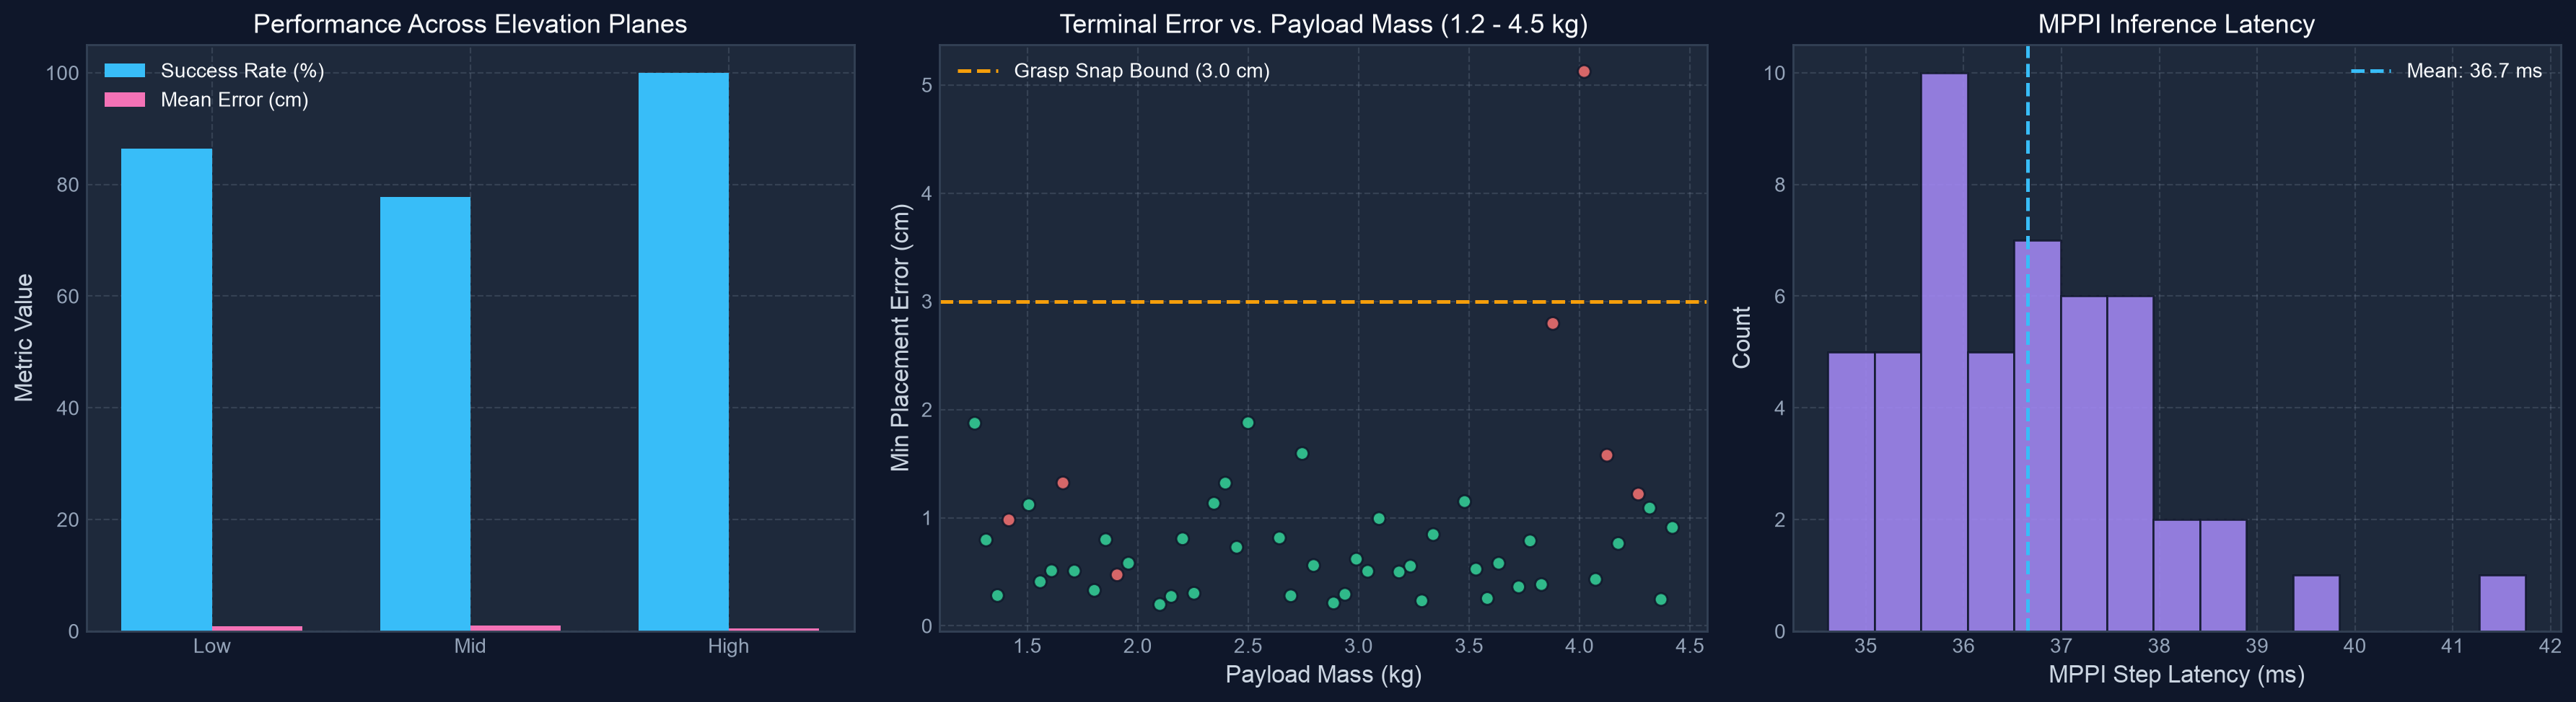 Performance Across Elevation Planes
Success Rate (%)
Mean Error (cm)
Metric Value
100
80
60
40
20
0
Low
Mid
High
Terminal Error vs. Payload Mass (1.2 - 4.5 kg)
Grasp Snap Bound (3.0 cm)
Min Placement Error (cm)
5
4
3
2
1
0
1.5
2.0
2.5
3.0
3.5
4.0
4.5
Payload Mass (kg)
MPPI Inference Latency
Mean: 36.7 ms
Count
10
8
6
4
2
0
35
36
37
38
39
40
41
42
MPPI Step Latency (ms)